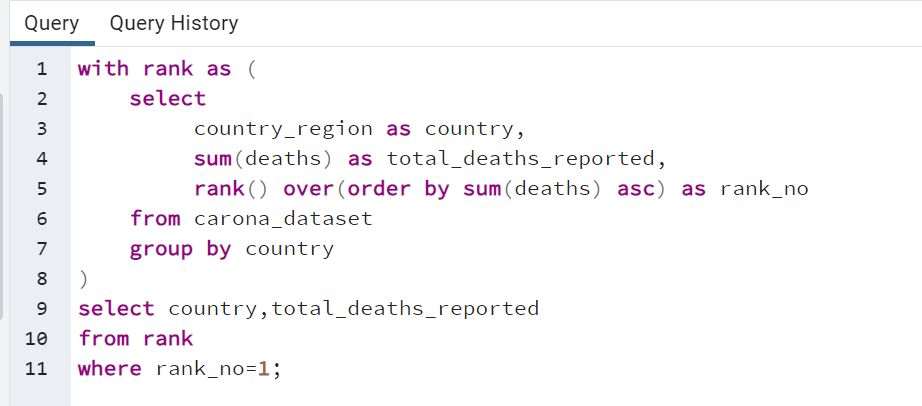 Query Query History
1 with rank as (
2 select
3 country_region as country,
4 sum(deaths) as total_deaths_reported,
5 rank() over(order by sum(deaths) asc) as rank_no
6 from carona_dataset
7 group by country
8 )
9 select country,total_deaths_reported
10 from rank
11 where rank_no=1;